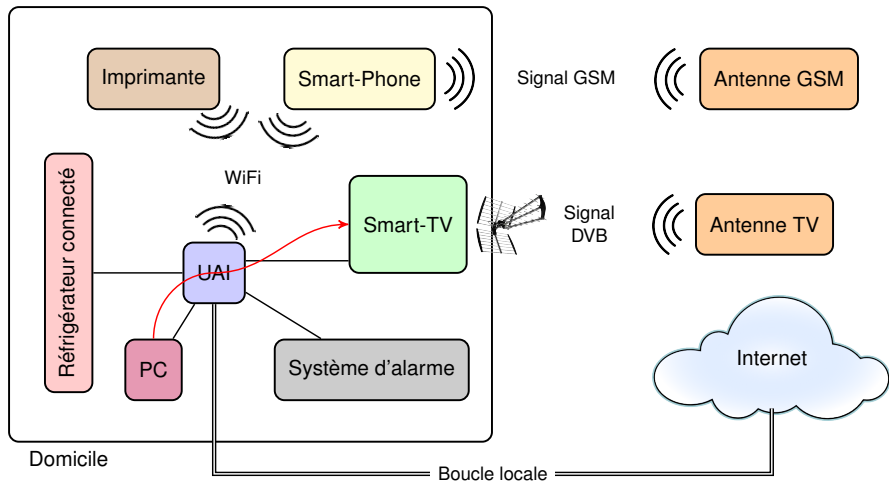 Imprimante
Smart-Phone
Signal GSM
Antenne GSM
WiFi
Réfrigérateur connecté
Smart-TV
Signal
DVB
Antenne TV
UAI
PC
Système d'alarme
Internet
Domicile
Boucle locale